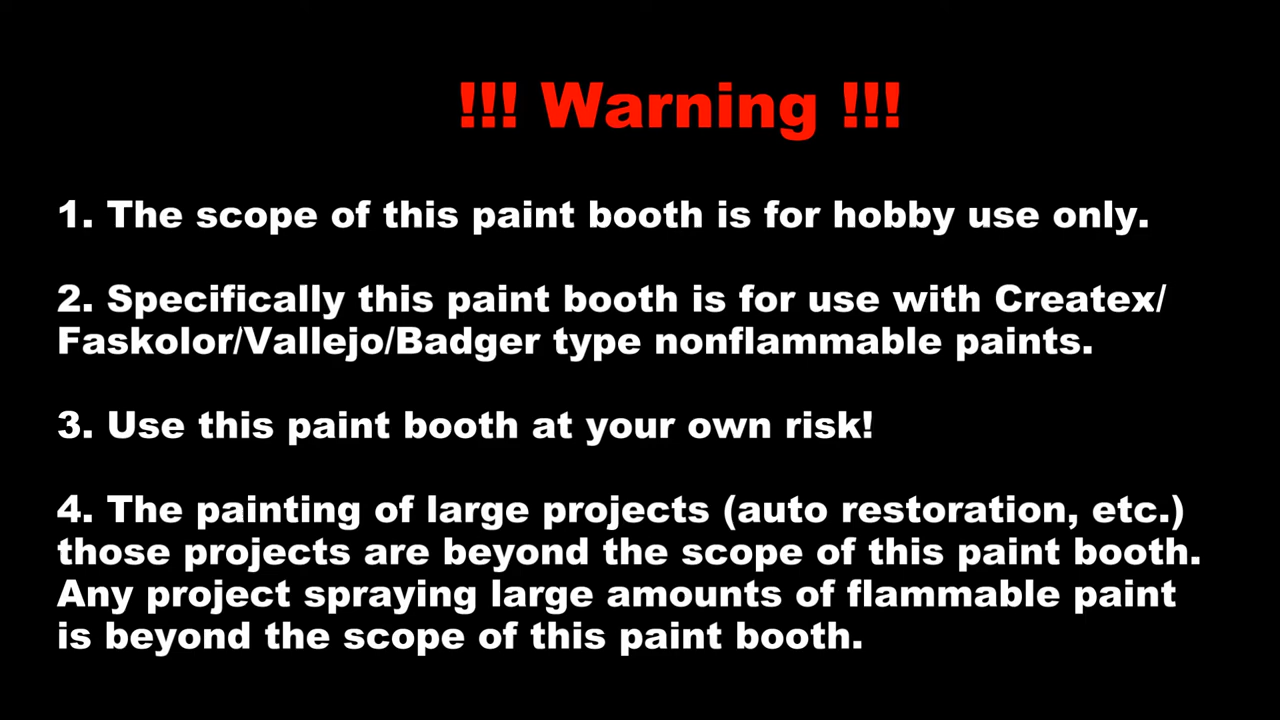 !!! Warning !!!
1. The scope of this paint booth is for hobby use only.
2. Specifically this paint booth is for use with Createx/
Faskolor/Vallejo/Badger type nonflammable paints.
3. Use this paint booth at your own risk!
4. The painting of large projects (auto restoration, etc.)
those projects are beyond the scope of this paint booth.
Any project spraying large amounts of flammable paint
is beyond the scope of this paint booth.